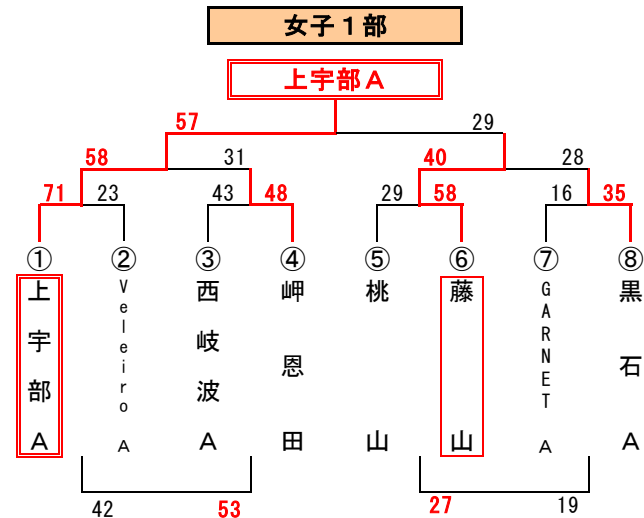 女子１部
上宇部Ａ
57 29
58 31 40 28
71 23 43 48 29 58 16 35
① ② ③ ④ ⑤ ⑥ ⑦ ⑧
上宇部Ａ
Veleiro A
西岐波Ａ
岬恩田
桃山
藤山
GARNET A
黒石Ａ
42 53 27 19